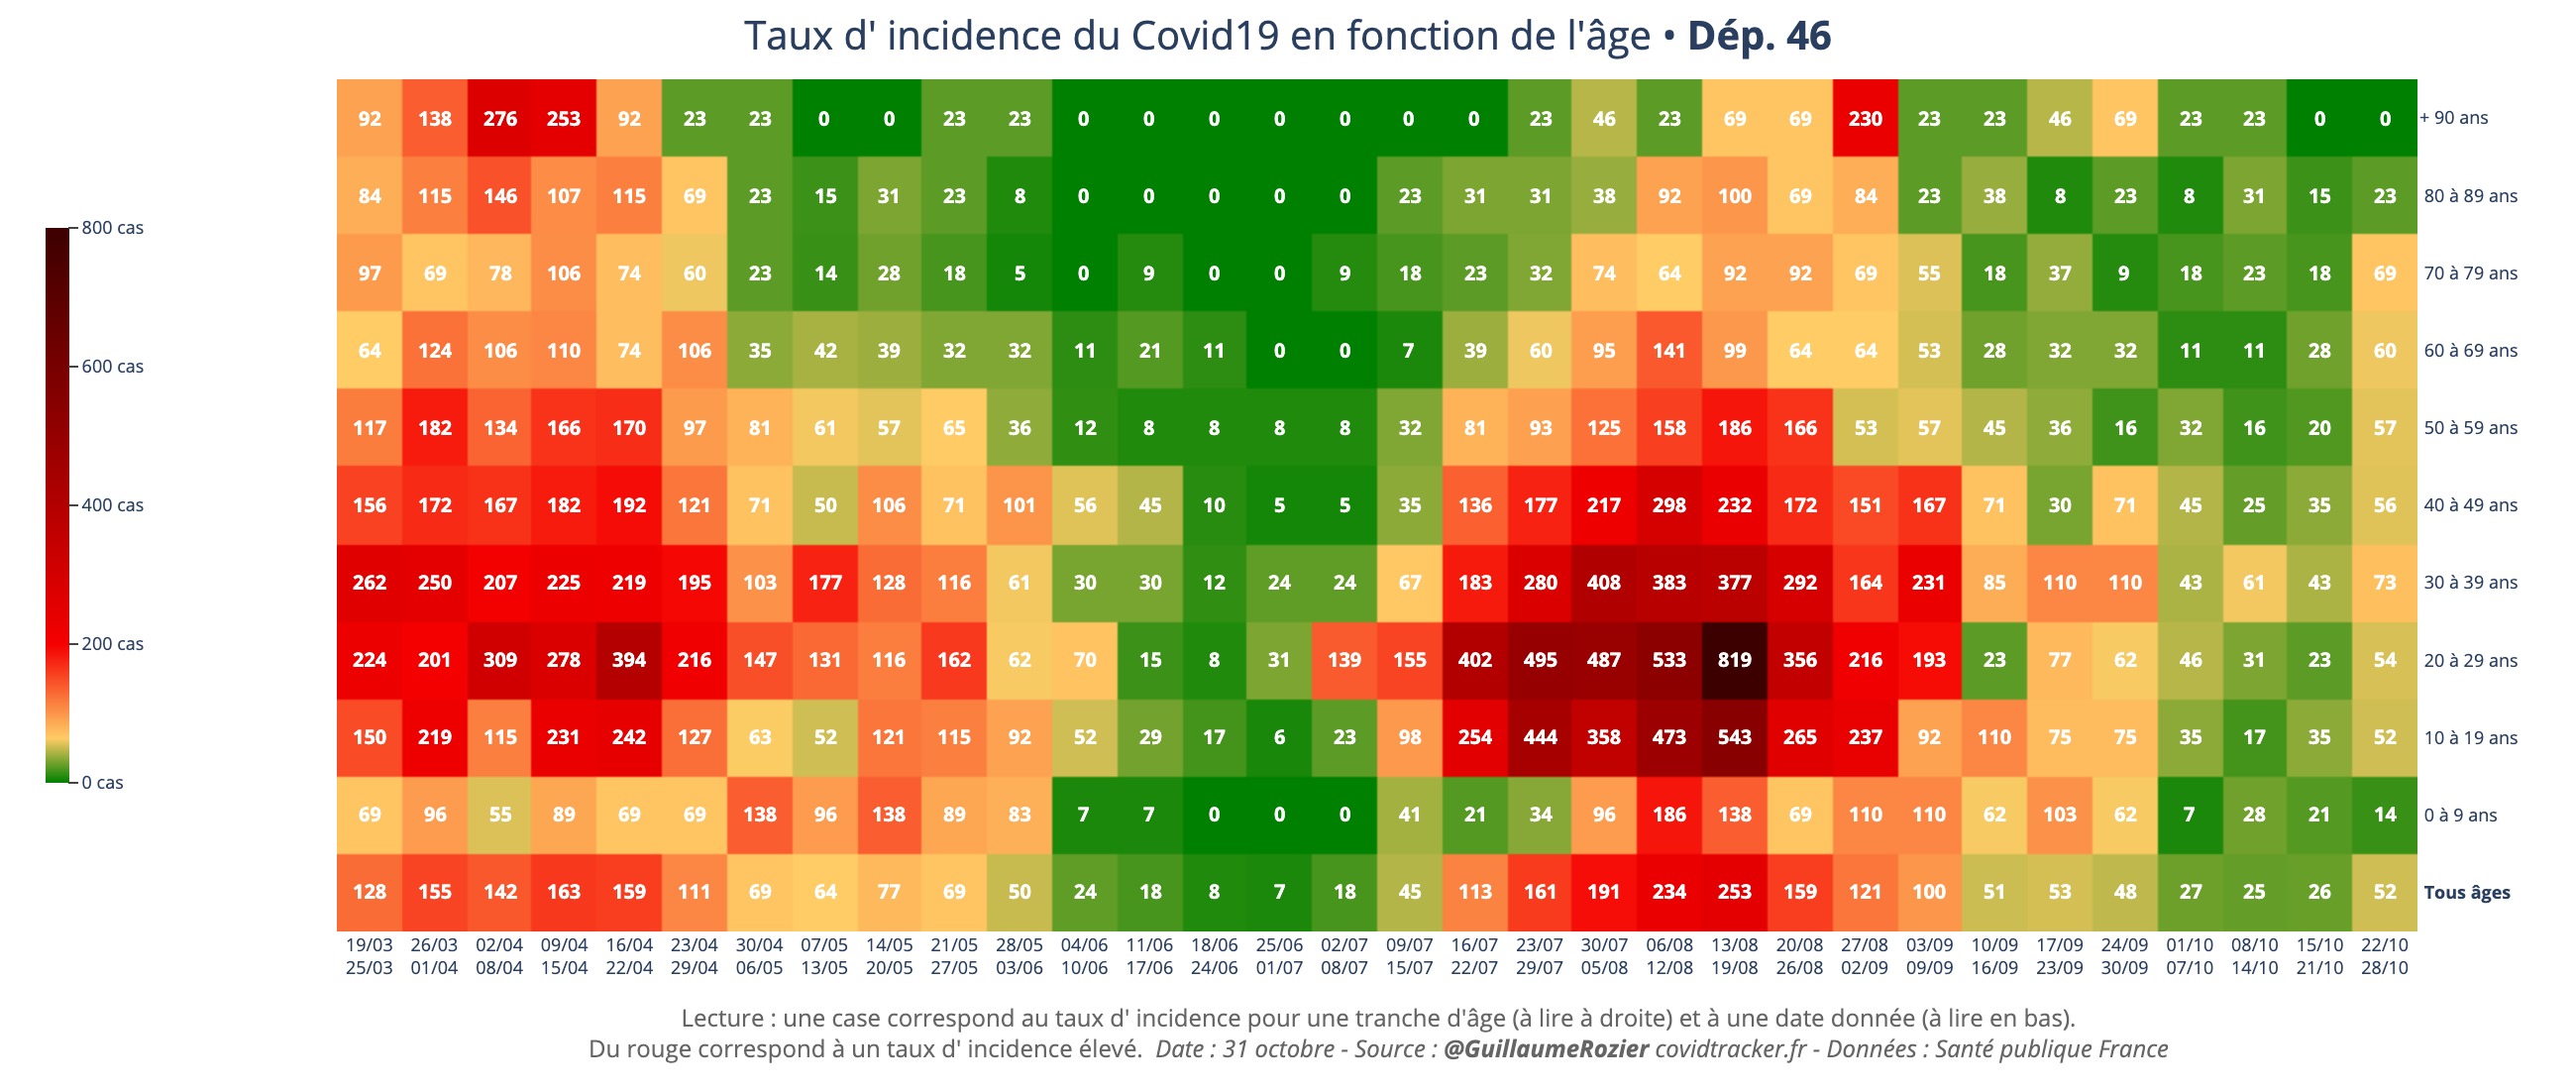 Taux d' incidence du Covid19 en fonction de l'âge • Dép. 46
92 138 276 253 92 23 23 0 0 23 23 0 0 0 0 0 0 0 23 46 23 69 69 230 23 23 46 69 23 23 0 0 + 90 ans
84 115 146 107 115 69 23 15 31 23 8 0 0 0 0 0 23 31 31 38 92 100 69 84 23 38 8 23 8 31 15 23 80 à 89 ans
800 cas
97 69 78 106 74 60 23 14 28 18 5 0 9 0 0 9 18 23 32 74 64 92 92 69 55 18 37 9 18 23 18 69 70 à 79 ans
64 124 106 110 74 106 35 42 39 32 32 11 21 11 0 0 7 39 60 95 141 99 64 64 53 28 32 32 11 11 28 60 60 à 69 ans
600 cas
117 182 134 166 170 97 81 61 57 65 36 12 8 8 8 8 32 81 93 125 158 186 166 53 57 45 36 16 32 16 20 57 50 à 59 ans
400 cas
156 172 167 182 192 121 71 50 106 71 101 56 45 10 5 5 35 136 177 217 298 232 172 151 167 71 30 71 45 25 35 56 40 à 49 ans
262 250 207 225 219 195 103 177 128 116 61 30 30 12 24 24 67 183 280 408 383 377 292 164 231 85 110 110 43 61 43 73 30 à 39 ans
200 cas
224 201 309 278 394 216 147 131 116 162 62 70 15 8 31 139 155 402 495 487 533 819 356 216 193 23 77 62 46 31 23 54 20 à 29 ans
150 219 115 231 242 127 63 52 121 115 92 52 29 17 6 23 98 254 444 358 473 543 265 237 92 110 75 75 35 17 35 52 10 à 19 ans
0 cas
69 96 55 89 69 69 138 96 138 89 83 7 7 0 0 0 41 21 34 96 186 138 69 110 110 62 103 62 7 28 21 14 0 à 9 ans
128 155 142 163 159 111 69 64 77 69 50 24 18 8 7 18 45 113 161 191 234 253 159 121 100 51 53 48 27 25 26 52 Tous âges
19/03 26/03 02/04 09/04 16/04 23/04 30/04 07/05 14/05 21/05 28/05 04/06 11/06 18/06 25/06 02/07 09/07 16/07 23/07 30/07 06/08 13/08 20/08 27/08 03/09 10/09 17/09 24/09 01/10 08/10 15/10 22/10
25/03 01/04 08/04 15/04 22/04 29/04 06/05 13/05 20/05 27/05 03/06 10/06 17/06 24/06 01/07 08/07 15/07 22/07 29/07 05/08 12/08 19/08 26/08 02/09 09/09 16/09 23/09 30/09 07/10 14/10 21/10 28/10
Lecture : une case correspond au taux d' incidence pour une tranche d'âge (à lire à droite) et à une date donnée (à lire en bas).
Du rouge correspond à un taux d' incidence élevé. Date : 31 octobre - Source : @GuillaumeRozier covidtracker.fr - Données : Santé publique France